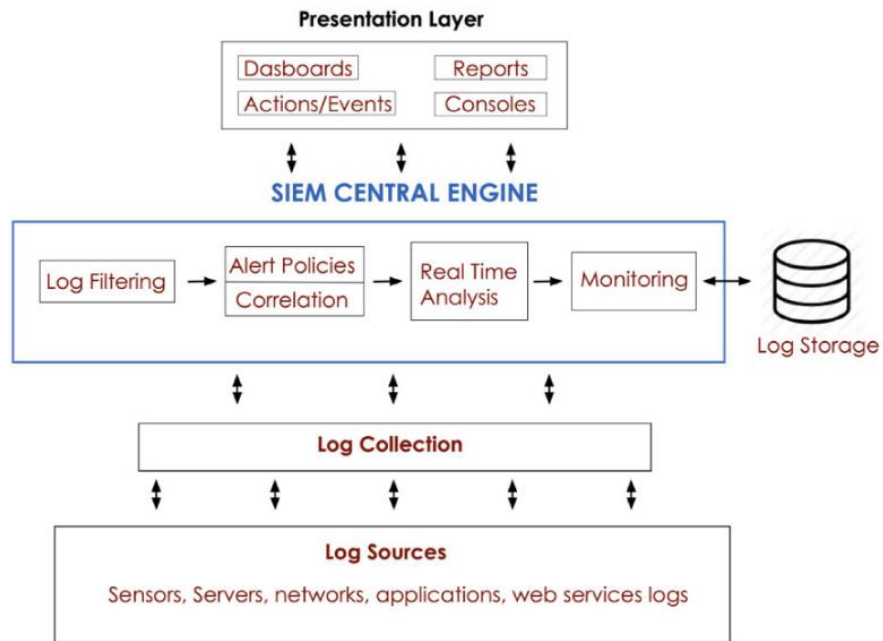 Presentation Layer
Dasboards
Reports
Actions/Events
Consoles
SIEM CENTRAL ENGINE
Log Filtering
Alert Policies
Correlation
Real Time
Analysis
Monitoring
Log Storage
Log Collection
Log Sources
Sensors, Servers, networks, applications, web services logs